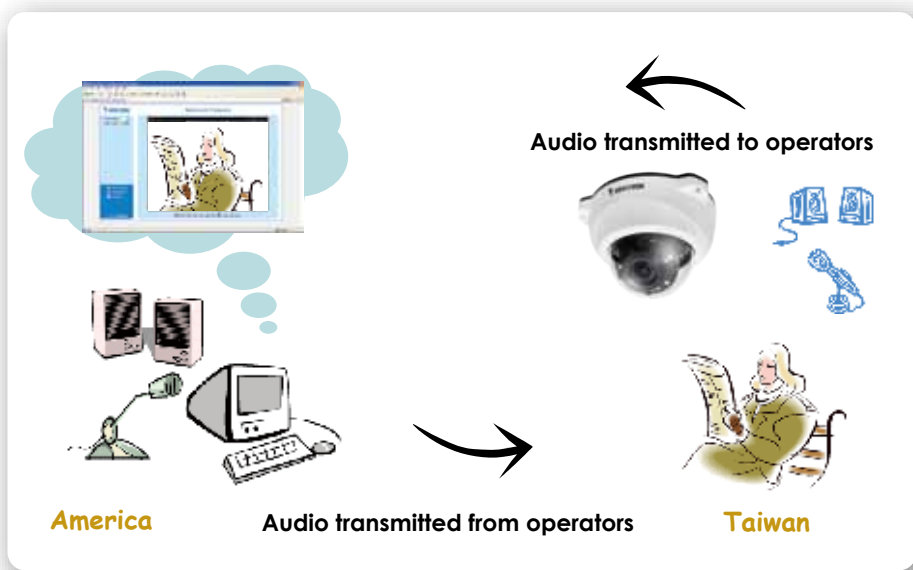 Audio transmitted to operators
America
Audio transmitted from operators
Taiwan